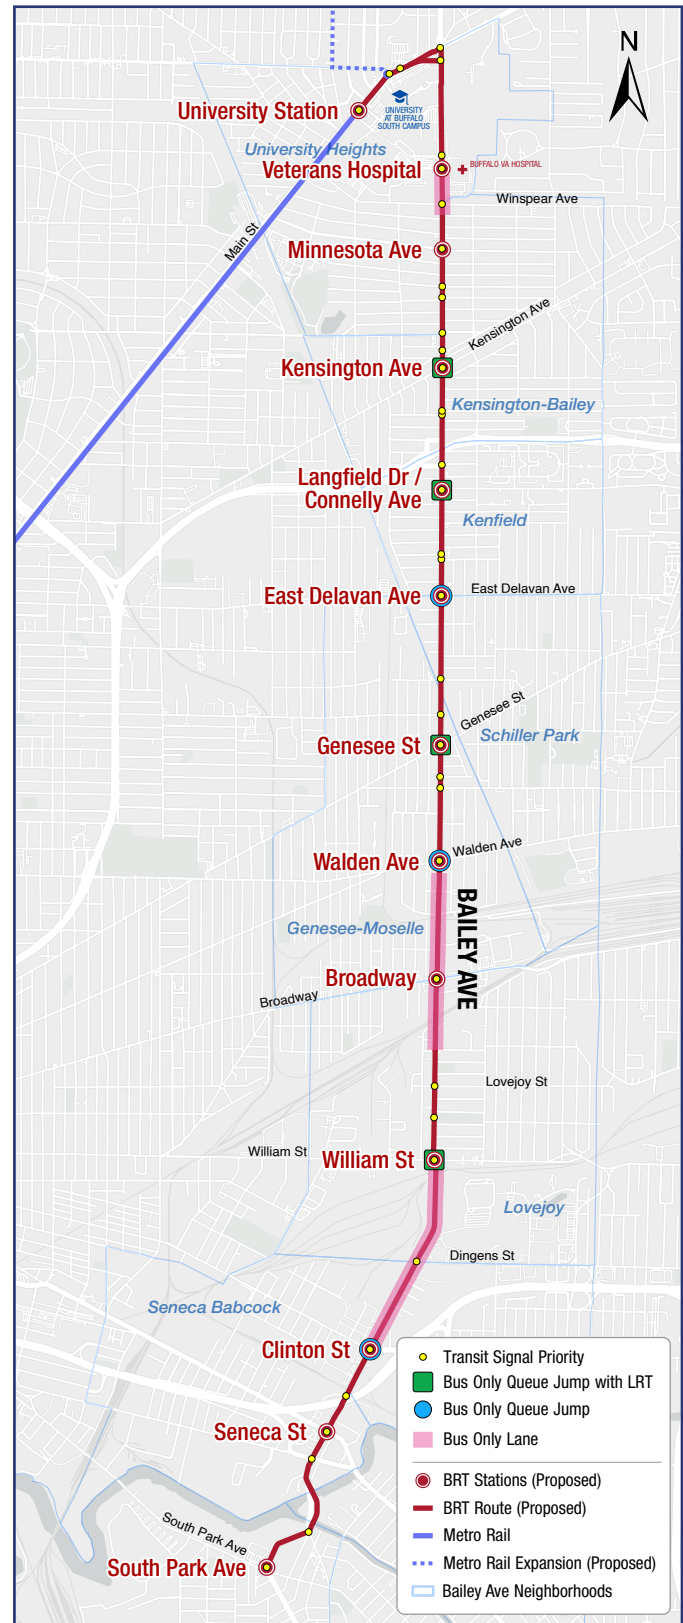 N
University Station
UNIVERSITY
AT BUFFALO
SOUTH CAMPUS
University Heights
Veterans Hospital
BUFFALO VA HOSPITAL
Winspear Ave
Main St
Minnesota Ave
Kensington Ave
Kensington Ave
Kensington-Bailey
Langfield Dr /
Connelly Ave
Kenfield
East Delavan Ave
East Delavan Ave
Genesee St
Schiller Park
Genesee St
Walden Ave
Walden Ave
BAILEY AVE
Genesee-Moselle
Broadway
Broadway
Lovejoy St
William St
William St
Lovejoy
Dingens St
Seneca Babcock
Clinton St
Seneca St
South Park Ave
South Park Ave
Transit Signal Priority
Bus Only Queue Jump with LRT
Bus Only Queue Jump
Bus Only Lane
BRT Stations (Proposed)
BRT Route (Proposed)
Metro Rail
Metro Rail Expansion (Proposed)
Bailey Ave Neighborhoods